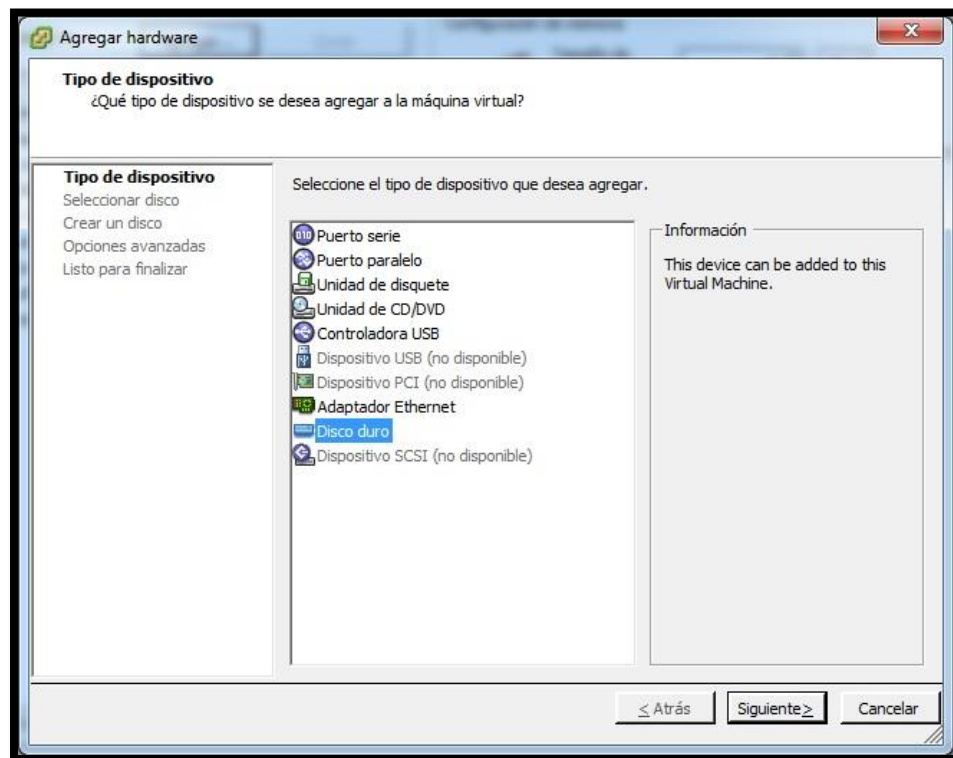 Agregar hardware
Tipo de dispositivo
¿Qué tipo de dispositivo se desea agregar a la máquina virtual?
Tipo de dispositivo
Seleccionar disco
Crear un disco
Opciones avanzadas
Listo para finalizar
Seleccione el tipo de dispositivo que desea agregar.
Puerto serie
Puerto paralelo
Unidad de disquete
Unidad de CD/DVD
Controladora USB
Dispositivo USB (no disponible)
Dispositivo PCI (no disponible)
Adaptador Ethernet
Disco duro
Dispositivo SCSI (no disponible)
Información
This device can be added to this
Virtual Machine.
< Atrás
Siguiente >
Cancelar